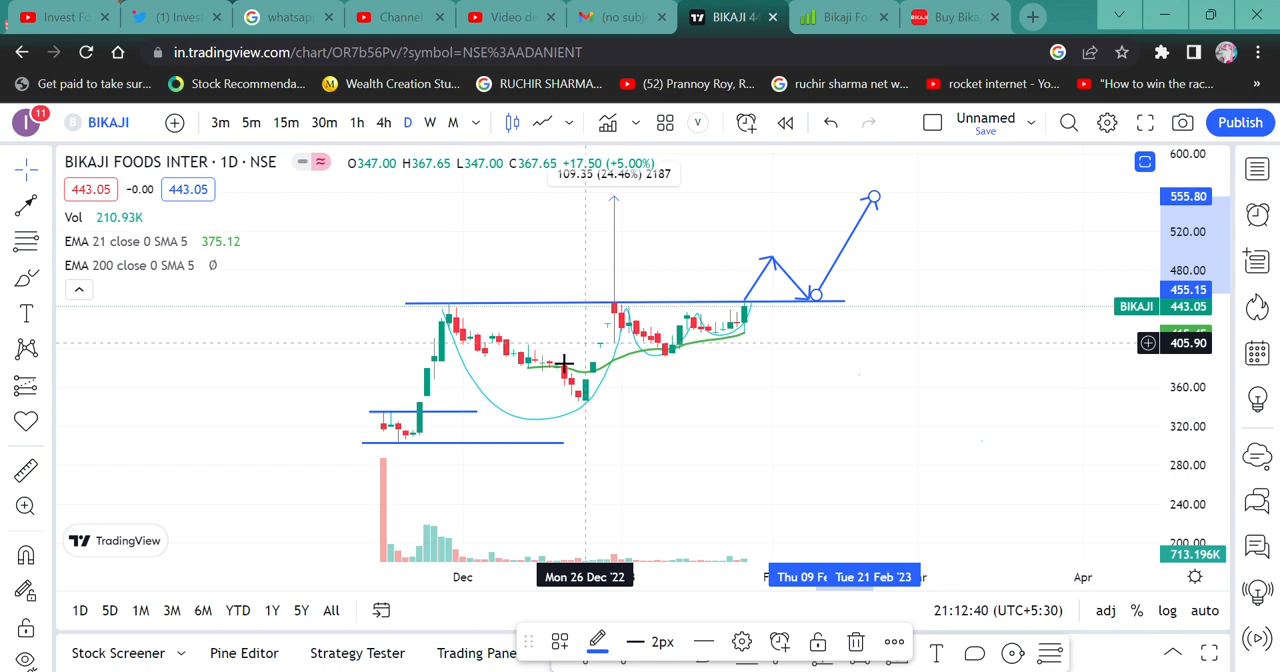 Invest Fo
(1) Invest
whatsapp
Channel
Video de
(no subj
BIKAJI 44
Bikaji Fo
Buy Bika
in.tradingview.com/chart/OR7b56Pv/?symbol=NSE%3AADANIENT
Get paid to take sur...
Stock Recommenda...
Wealth Creation Stu...
RUCHIR SHARMA...
(52) Prannoy Roy, R...
ruchir sharma net w...
rocket internet - Yo...
"How to win the rac...
»
11
I
B BIKAJI
3m 5m 15m 30m 1h 4h D W M
V
Unnamed
Save
Publish
BIKAJI FOODS INTER · 1D · NSE
O347.00 H367.65 L347.00 C367.65 +17.50 (+5.00%)
109.35 (24.46%) 2187
443.05 −0.00 443.05
Vol 210.93K
EMA 21 close 0 SMA 5 375.12
EMA 200 close 0 SMA 5 Ø
600.00
555.80
520.00
480.00
455.15
BIKAJI 443.05
405.90
360.00
320.00
280.00
240.00
200.00
713.196K
TradingView
Dec
Mon 26 Dec '22
Thu 09 Fe
Tue 21 Feb '23
Apr
1D 5D 1M 3M 6M YTD 1Y 5Y All
21:12:40 (UTC+5:30)
adj % log auto
2px
Stock Screener
Pine Editor
Strategy Tester
Trading Pane
T